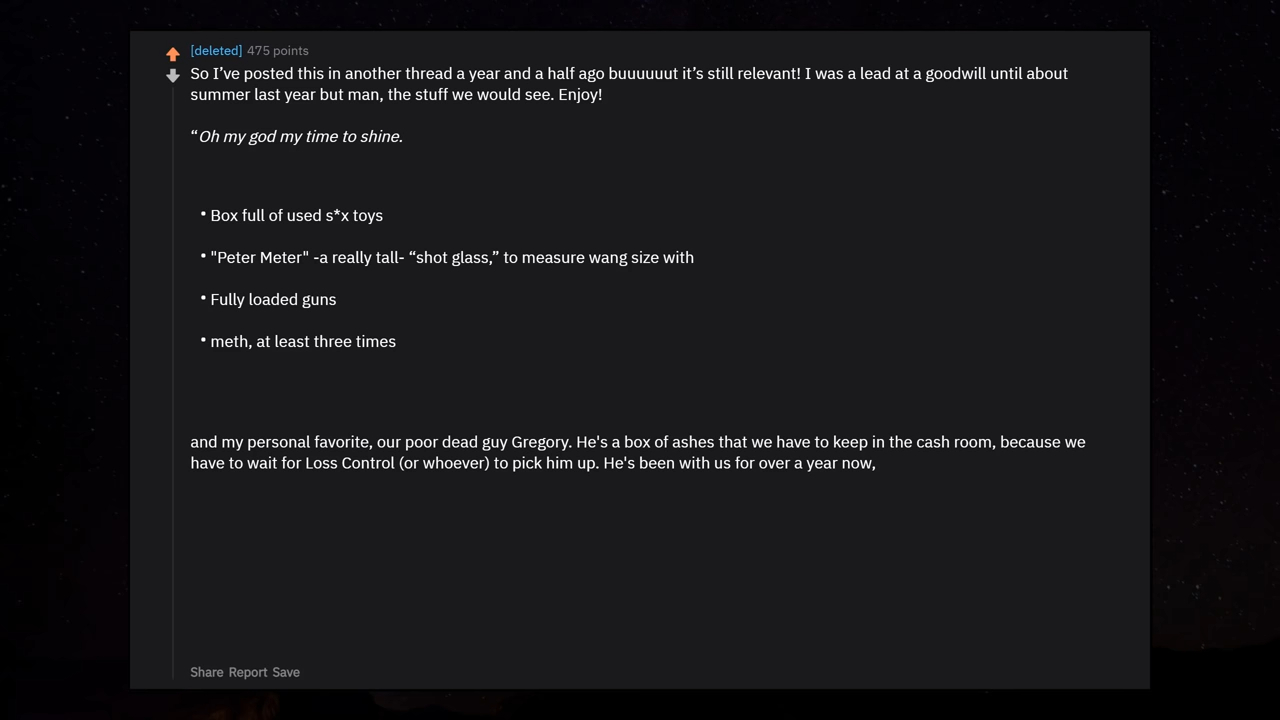 [deleted] 475 points
So I’ve posted this in another thread a year and a half ago buuuuuut it’s still relevant! I was a lead at a goodwill until about
summer last year but man, the stuff we would see. Enjoy!
“Oh my god my time to shine.
• Box full of used s*x toys
• "Peter Meter" -a really tall- “shot glass,” to measure wang size with
• Fully loaded guns
• meth, at least three times
and my personal favorite, our poor dead guy Gregory. He's a box of ashes that we have to keep in the cash room, because we
have to wait for Loss Control (or whoever) to pick him up. He's been with us for over a year now,
Share Report Save